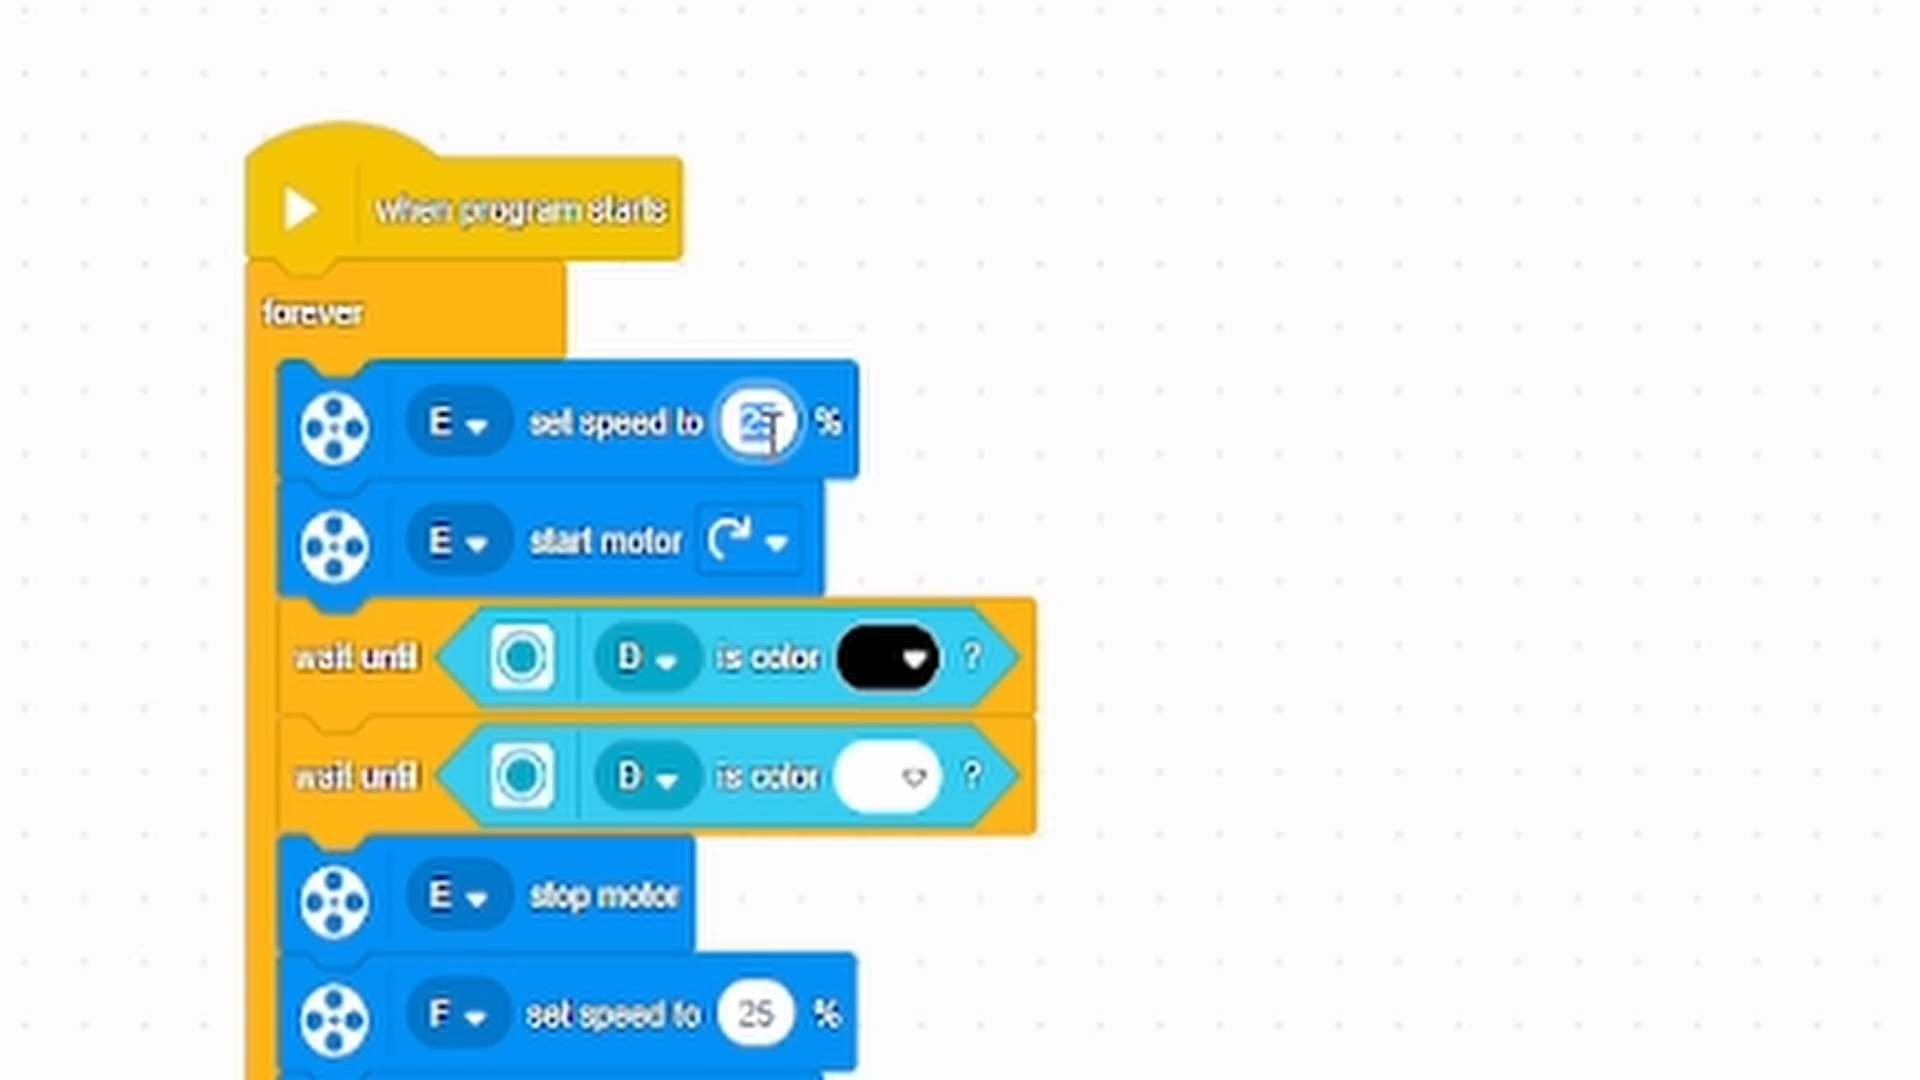 when program starts
forever
E set speed to 25 %
E start motor
wait until D is color ?
wait until D is color ?
E stop motor
F set speed to 25 %